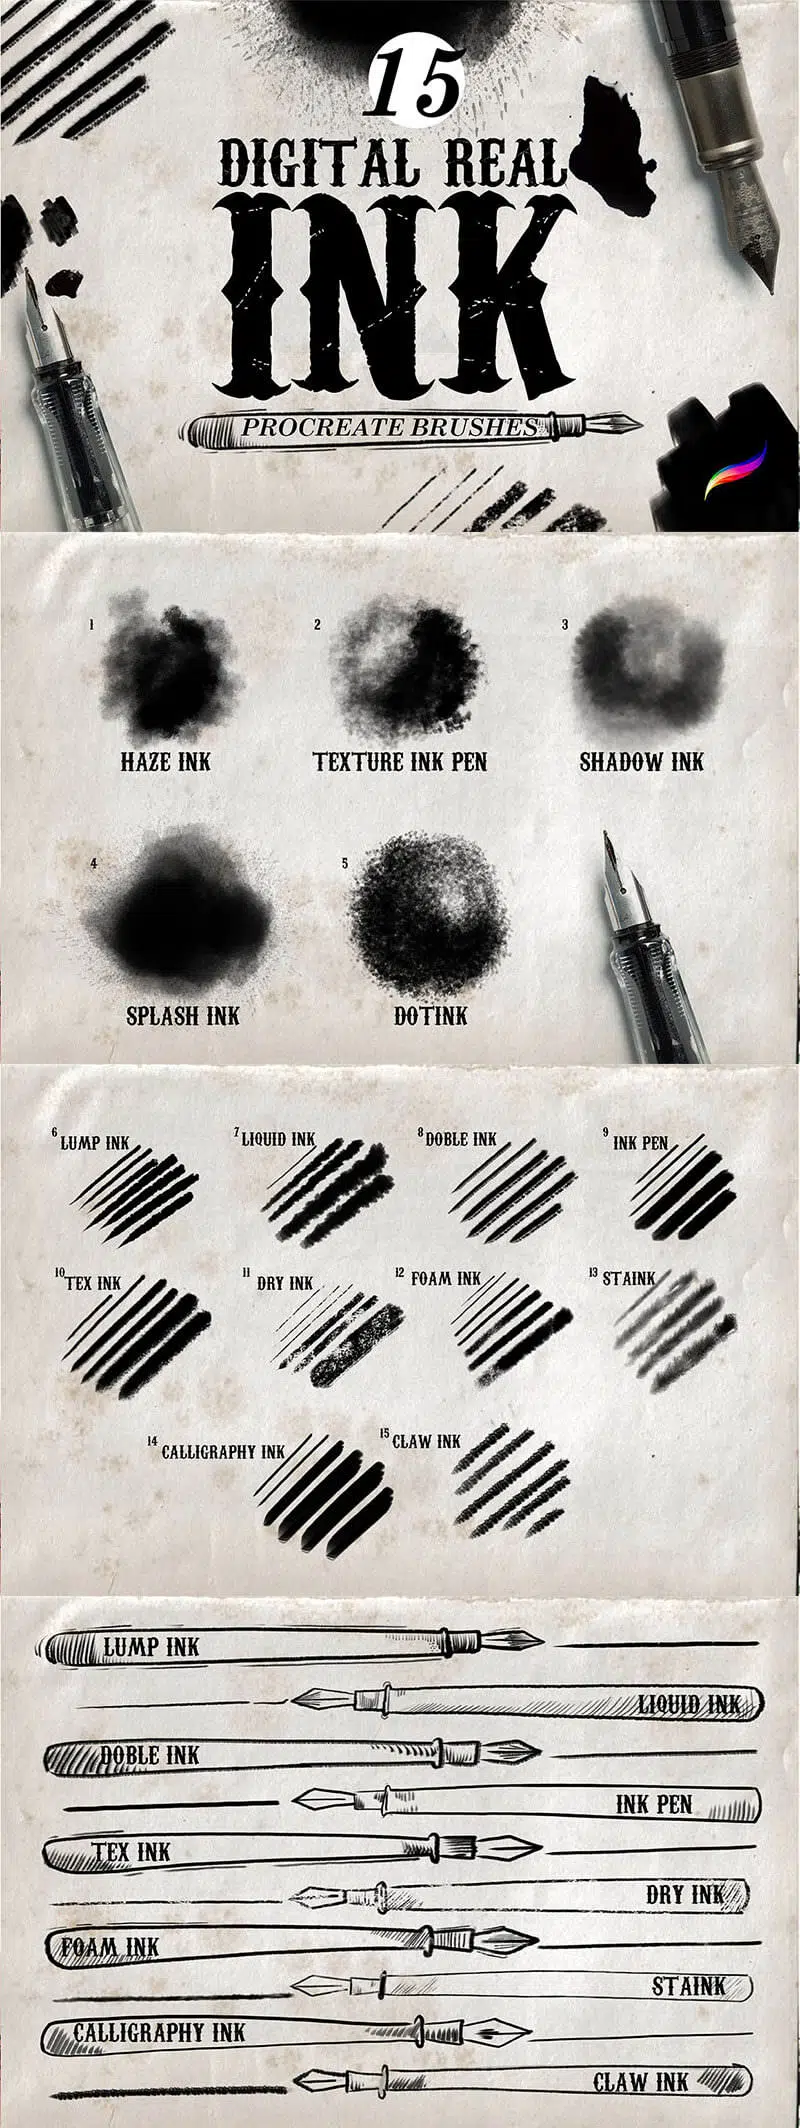 15
DIGITAL REAL
INK
PROCREATE BRUSHES
1
2
3
HAZE INK
TEXTURE INK PEN
SHADOW INK
4
5
SPLASH INK
DOTINK
6 LUMP INK
7 LIQUID INK
8 DOBLE INK
9 INK PEN
10 TEX INK
11 DRY INK
12 FOAM INK
13 STAINK
14 CALLIGRAPHY INK
15 CLAW INK
LUMP INK
LIQUID INK
DOBLE INK
INK PEN
TEX INK
DRY INK
FOAM INK
STAINK
CALLIGRAPHY INK
CLAW INK